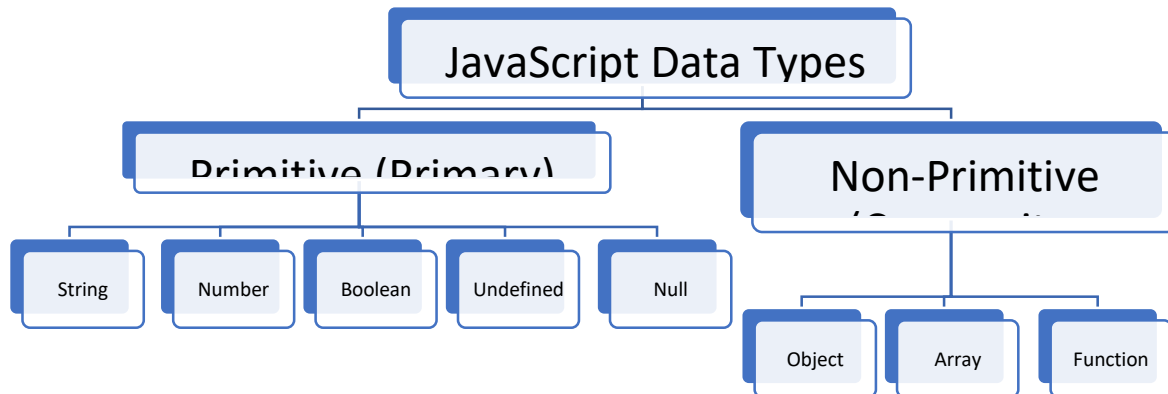 JavaScript Data Types
Primitive (Primary)
Non-Primitive
String
Number
Boolean
Undefined
Null
Object
Array
Function